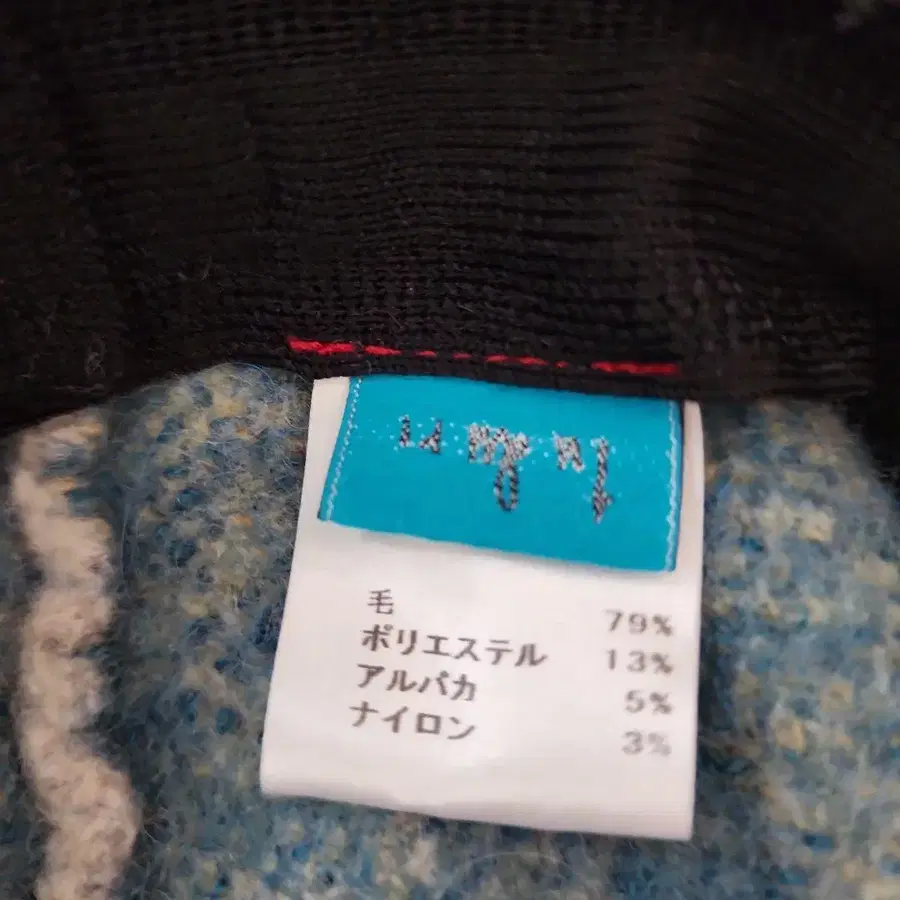 毛 79%
ポリエステル 13%
アルパカ 5%
ナイロン 3%